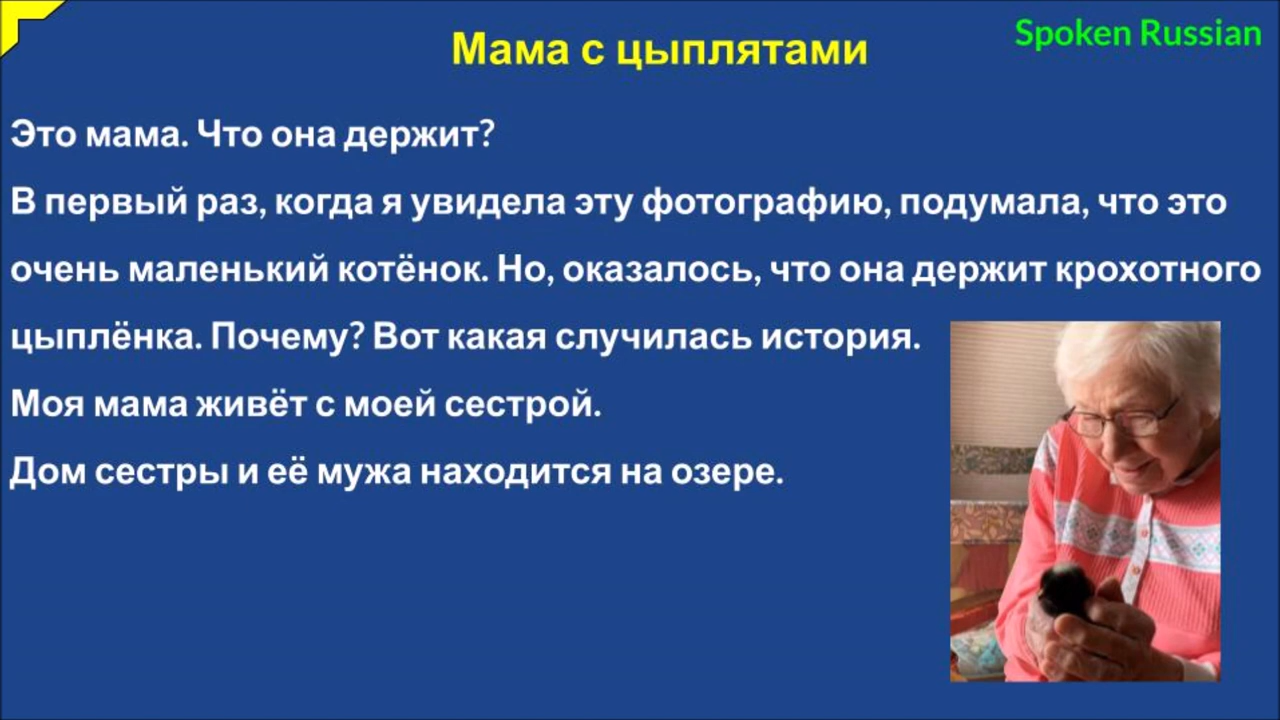 Мама с цыплятами
Spoken Russian
Это мама. Что она держит?
В первый раз, когда я увидела эту фотографию, подумала, что это
очень маленький котёнок. Но, оказалось, что она держит крохотного
цыплёнка. Почему? Вот какая случилась история.
Моя мама живёт с моей сестрой.
Дом сестры и её мужа находится на озере.